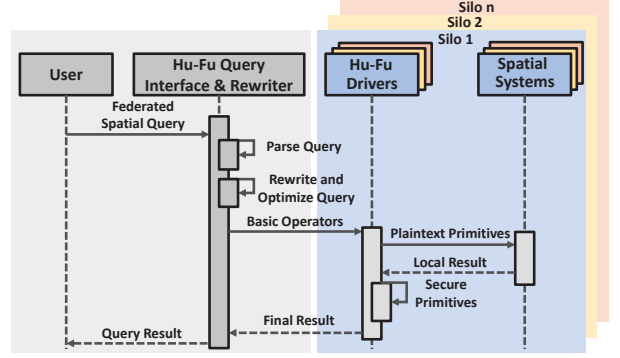 Silo n
Silo 2
Silo 1
User
Hu-Fu Query
Interface & Rewriter
Hu-Fu
Drivers
Spatial
Systems
Federated
Spatial Query
Parse Query
Rewrite and
Optimize Query
Basic Operators
Plaintext Primitives
Local Result
Secure
Primitives
Final Result
Query Result